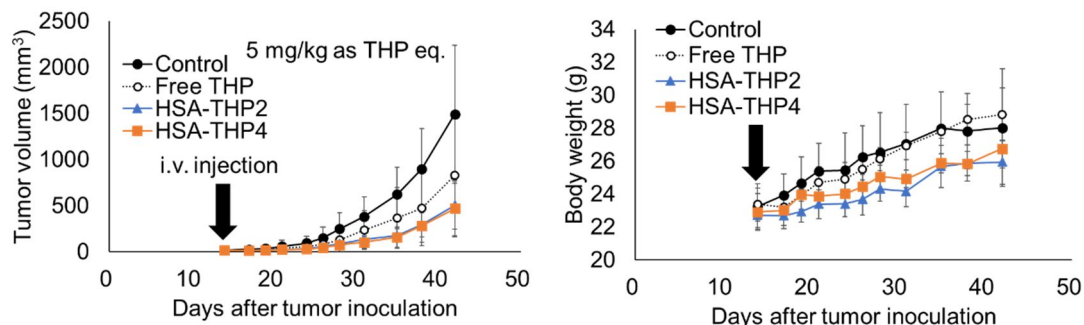 2500
2000
1500
1000
500
0
Tumor volume (mm³)
5 mg/kg as THP eq.
Control
Free THP
HSA-THP2
HSA-THP4
i.v. injection
0 10 20 30 40 50
Days after tumor inoculation
34
32
30
28
26
24
22
20
Body weight (g)
Control
Free THP
HSA-THP2
HSA-THP4
0 10 20 30 40 50
Days after tumor inoculation